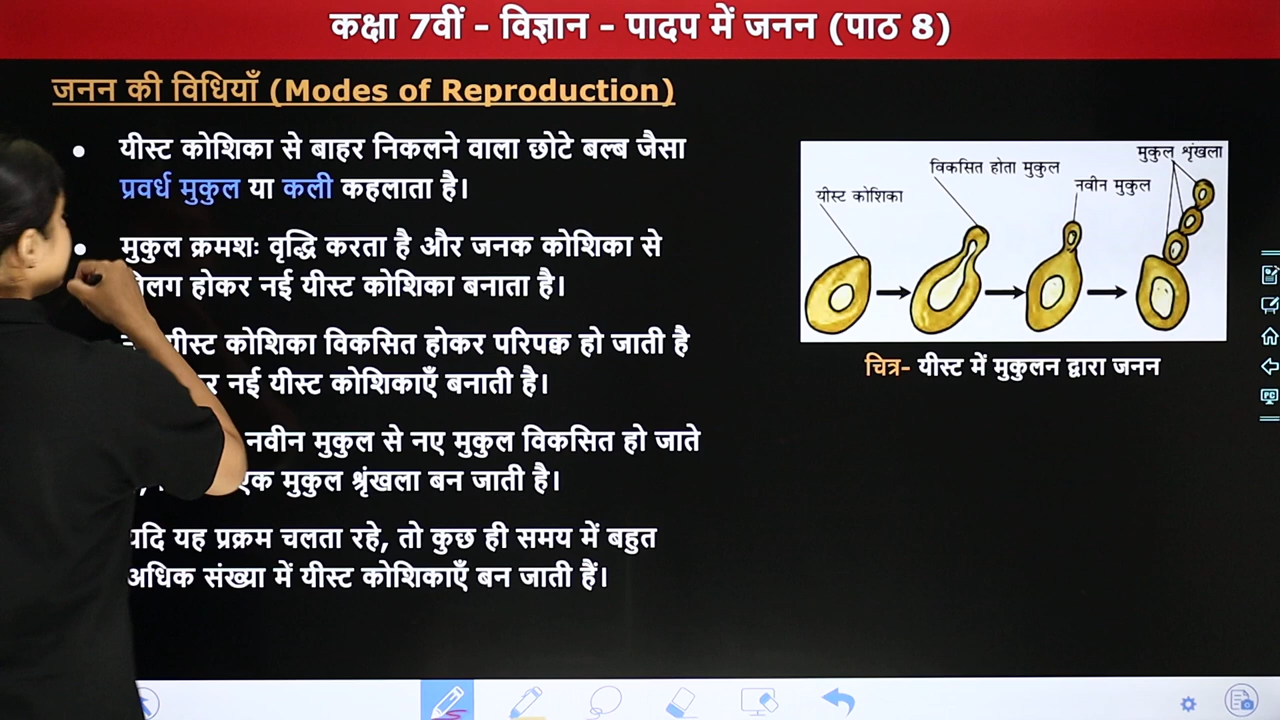 कक्षा 7वीं - विज्ञान - पादप में जनन (पाठ 8)
जनन की विधियाँ (Modes of Reproduction)
• यीस्ट कोशिका से बाहर निकलने वाला छोटे बल्ब जैसा
प्रवर्ध मुकुल या कली कहलाता है।
• मुकुल क्रमशः वृद्धि करता है और जनक कोशिका से
होकर नई यीस्ट कोशिका बनाता है।
यीस्ट कोशिका विकसित होकर परिपक्व हो जाती है
नई यीस्ट कोशिकाएँ बनाती है।
नवीन मुकुल से नए मुकुल विकसित हो जाते
एक मुकुल श्रृंखला बन जाती है।
यदि यह प्रक्रम चलता रहे, तो कुछ ही समय में बहुत
अधिक संख्या में यीस्ट कोशिकाएँ बन जाती हैं।
यीस्ट कोशिका
विकसित होता मुकुल
नवीन मुकुल
मुकुल श्रृंखला
चित्र- यीस्ट में मुकुलन द्वारा जनन